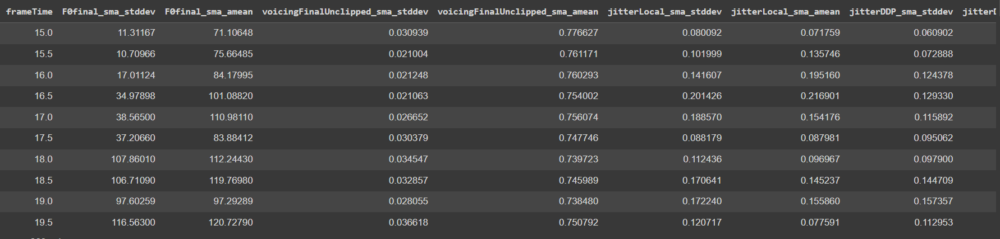 frameTime F0final_sma_stddev F0final_sma_amean voicingFinalUnclipped_sma_stddev voicingFinalUnclipped_sma_amean jitterLocal_sma_stddev jitterLocal_sma_amean jitterDDP_sma_stddev
15.0 11.31167 71.10648 0.030939 0.776627 0.080092 0.071759 0.060902
15.5 10.70966 75.66485 0.021004 0.761171 0.101999 0.135746 0.072888
16.0 17.01124 84.17995 0.021248 0.760293 0.141607 0.195160 0.124378
16.5 34.97898 101.08820 0.021063 0.754002 0.201426 0.216901 0.129330
17.0 38.56500 110.98110 0.026652 0.756074 0.188570 0.154176 0.115892
17.5 37.20660 83.88412 0.030379 0.747746 0.088179 0.087981 0.095062
18.0 107.86010 112.24430 0.034547 0.739723 0.112436 0.096967 0.097900
18.5 106.71090 119.76980 0.032857 0.745989 0.170641 0.145237 0.144709
19.0 97.60259 97.29289 0.028055 0.738480 0.172240 0.155860 0.157357
19.5 116.56300 120.72790 0.036618 0.750792 0.120717 0.077591 0.112953